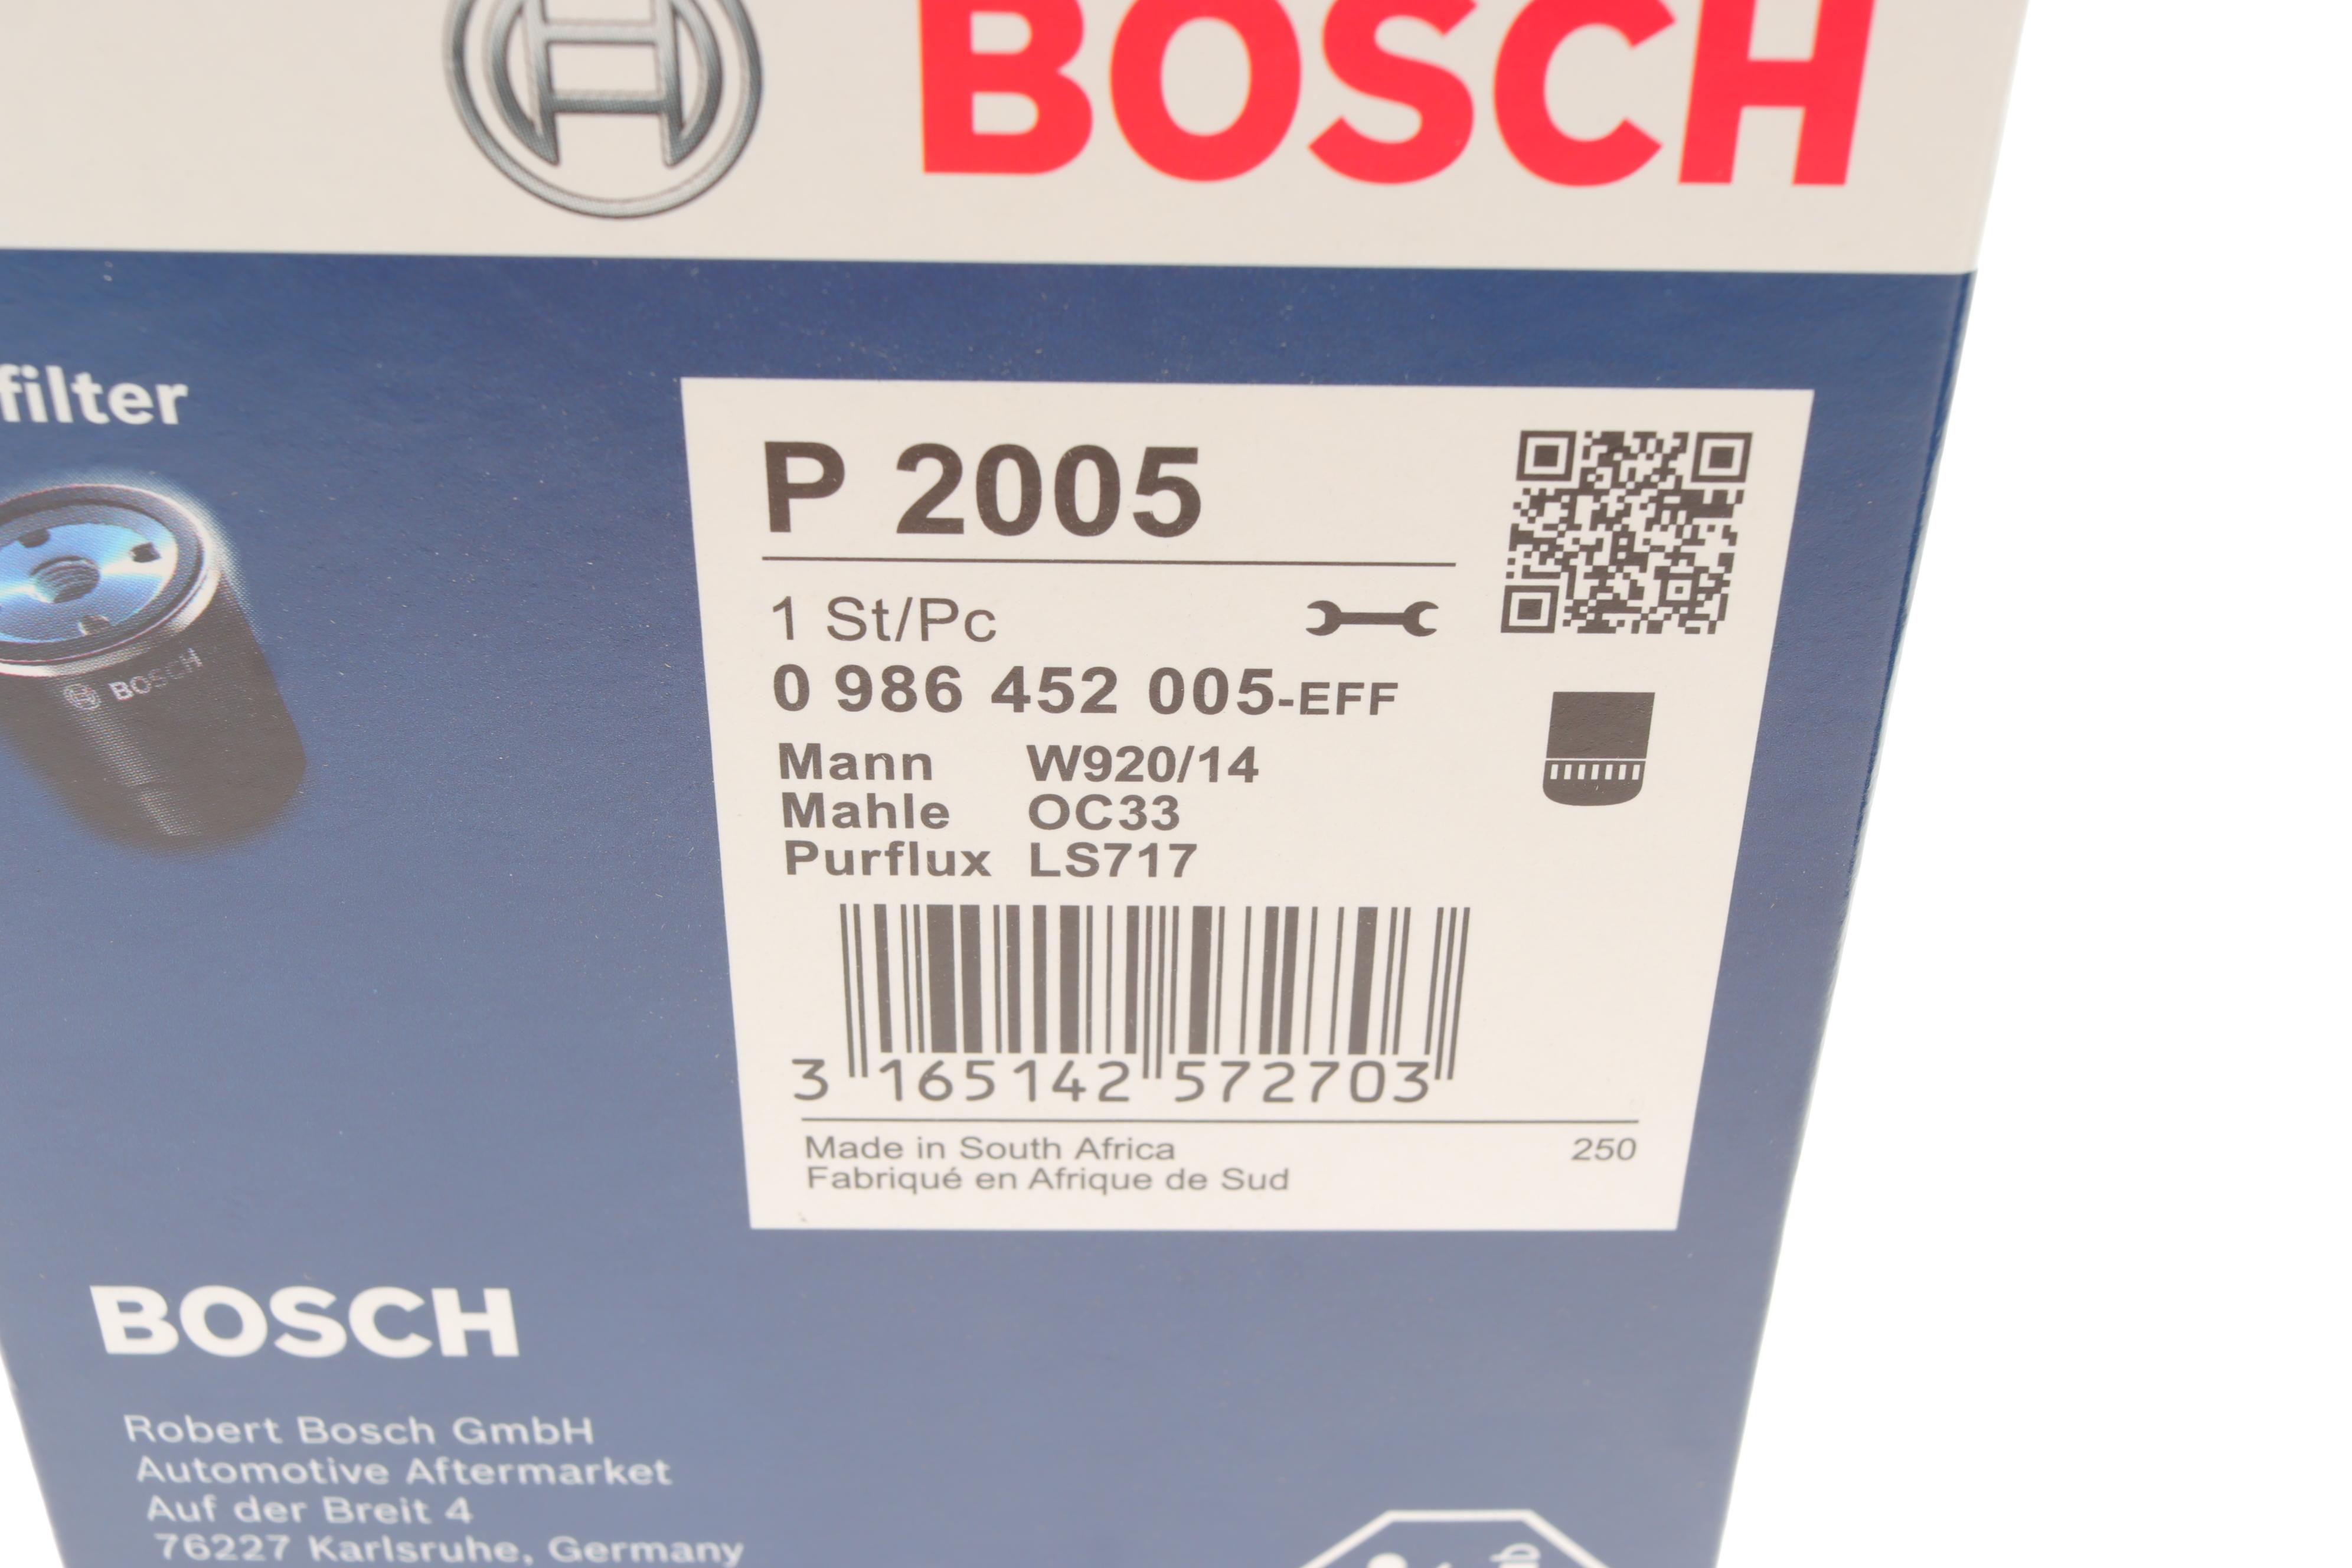 BOSCH
filter
BOSCH
P 2005
1 St/Pc
0 986 452 005-EFF
Mann W920/14
Mahle OC33
Purflux LS717
3 165142 572703
Made in South Africa 250
Fabriqué en Afrique de Sud
BOSCH
Robert Bosch GmbH
Automotive Aftermarket
Auf der Breit 4
76227 Karlsruhe, Germany